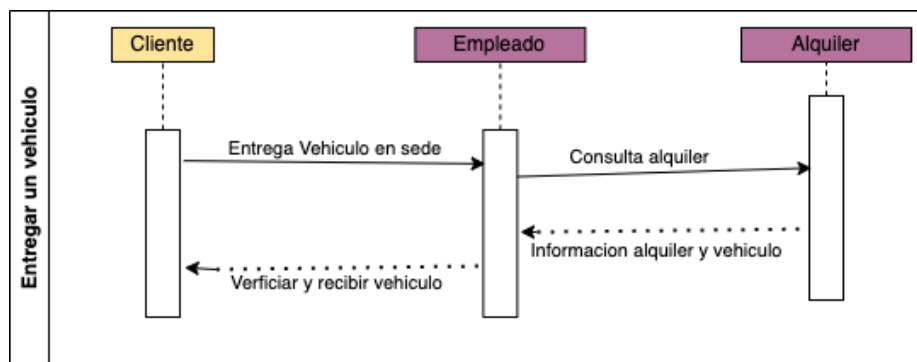 Entregar un vehiculo
Cliente
Empleado
Alquiler
Entrega Vehiculo en sede
Consulta alquiler
Informacion alquiler y vehiculo
Verficiar y recibir vehiculo